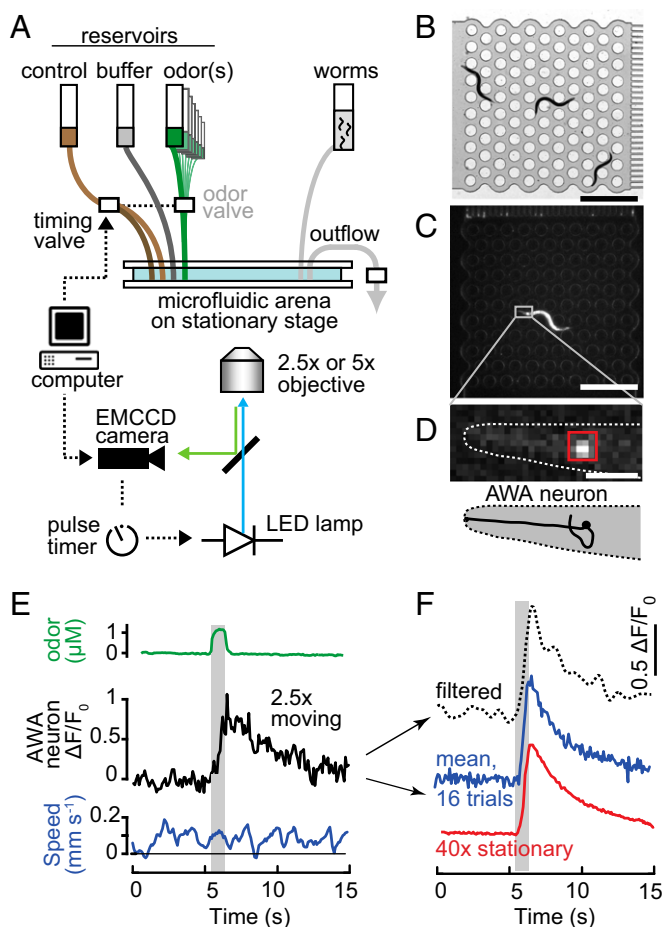 A
reservoirs
control buffer odor(s)
worms
odor
valve
timing
valve
outflow
microfluidic arena
on stationary stage
computer
2.5x or 5x
objective
EMCCD
camera
pulse
timer
LED lamp
B
C
D
AWA neuron
E
odor
(µM)
1
0
AWA
neuron
ΔF/F0
1
0.5
0
2.5x
moving
Speed
(mm s-1)
0.2
0
0 5 10 15
Time (s)
F
0.5 ΔF/F0
filtered
mean,
16 trials
40x stationary
0 5 10 15
Time (s)